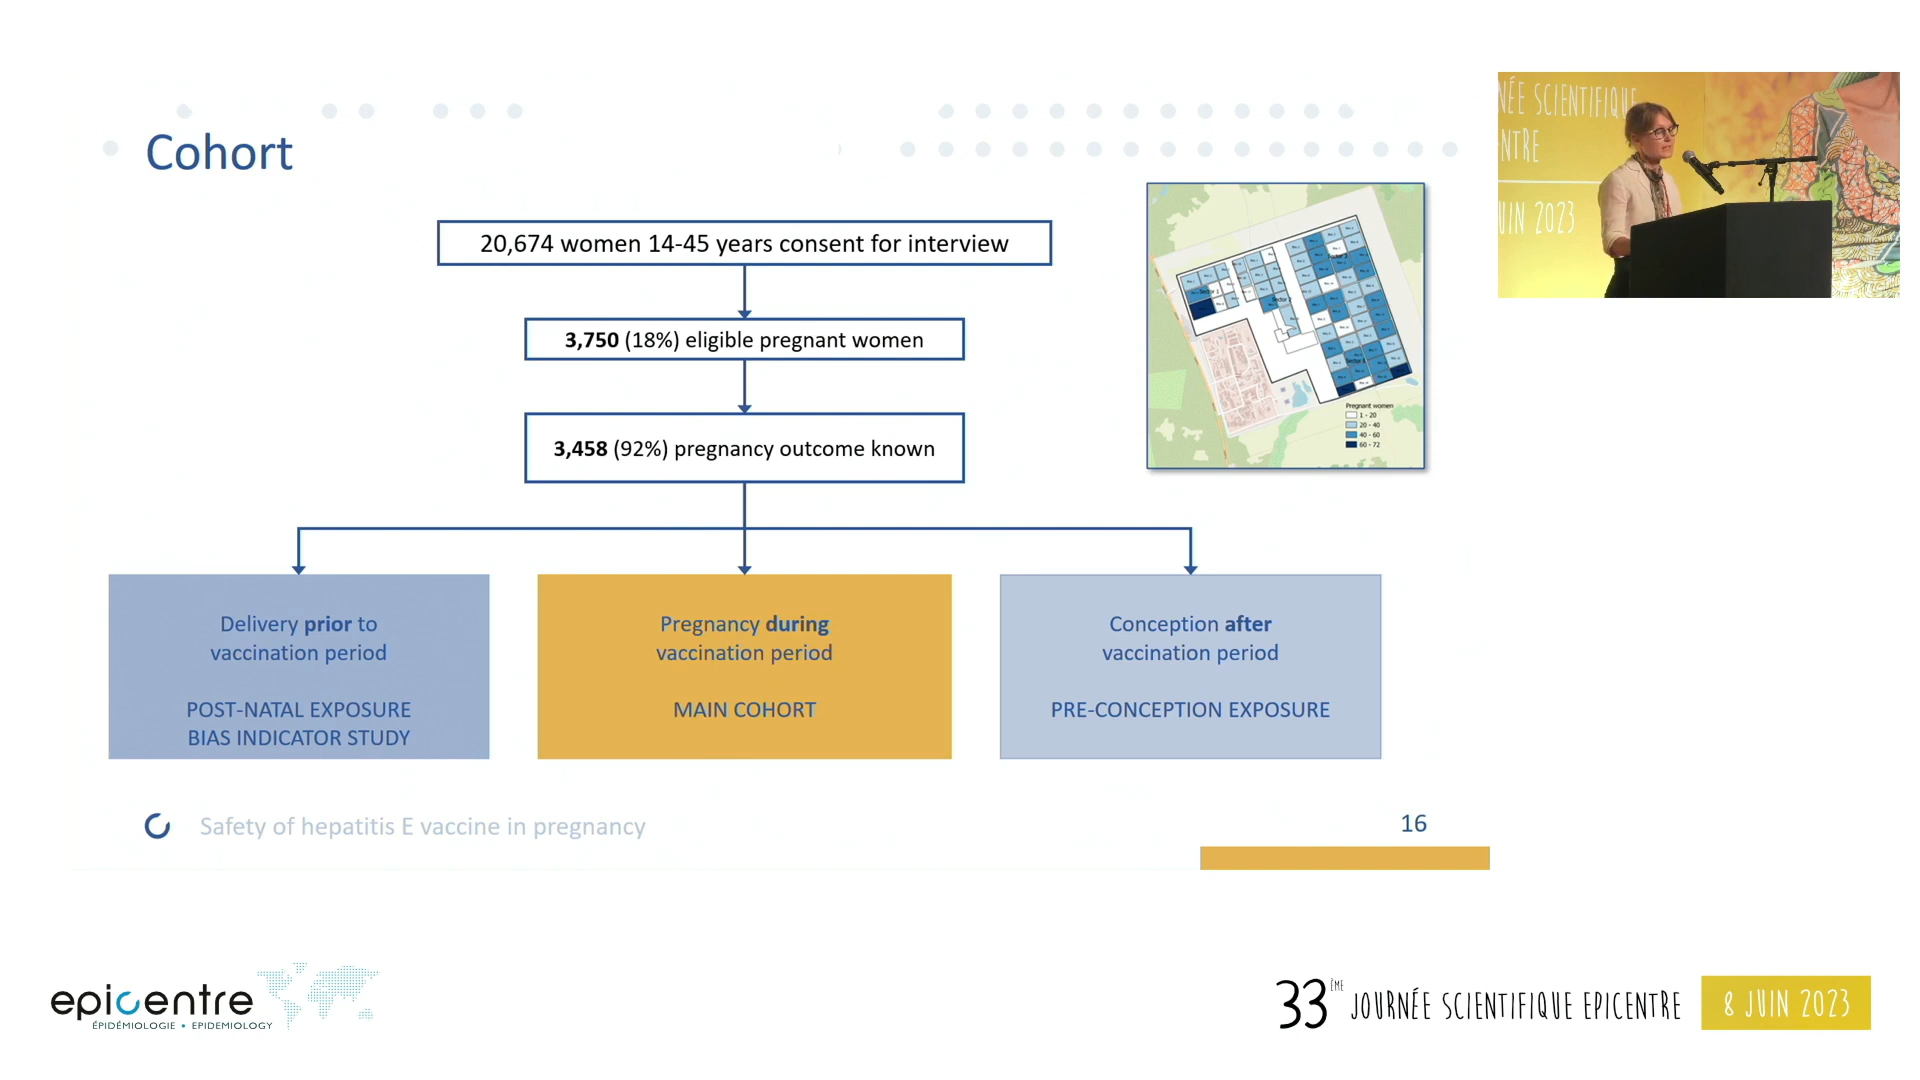 Cohort
20,674 women 14-45 years consent for interview
3,750 (18%) eligible pregnant women
3,458 (92%) pregnancy outcome known
Pregnant women
1 - 20
20 - 40
40 - 60
60 - 72
Delivery prior to
vaccination period
POST-NATAL EXPOSURE
BIAS INDICATOR STUDY
Pregnancy during
vaccination period
MAIN COHORT
Conception after
vaccination period
PRE-CONCEPTION EXPOSURE
Safety of hepatitis E vaccine in pregnancy
16
NÉE SCIENTIFIQUE
NTRE
UIN 2023
epicentre
ÉPIDÉMIOLOGIE • EPIDEMIOLOGY
33ÈME JOURNÉE SCIENTIFIQUE EPICENTRE
8 JUIN 2023